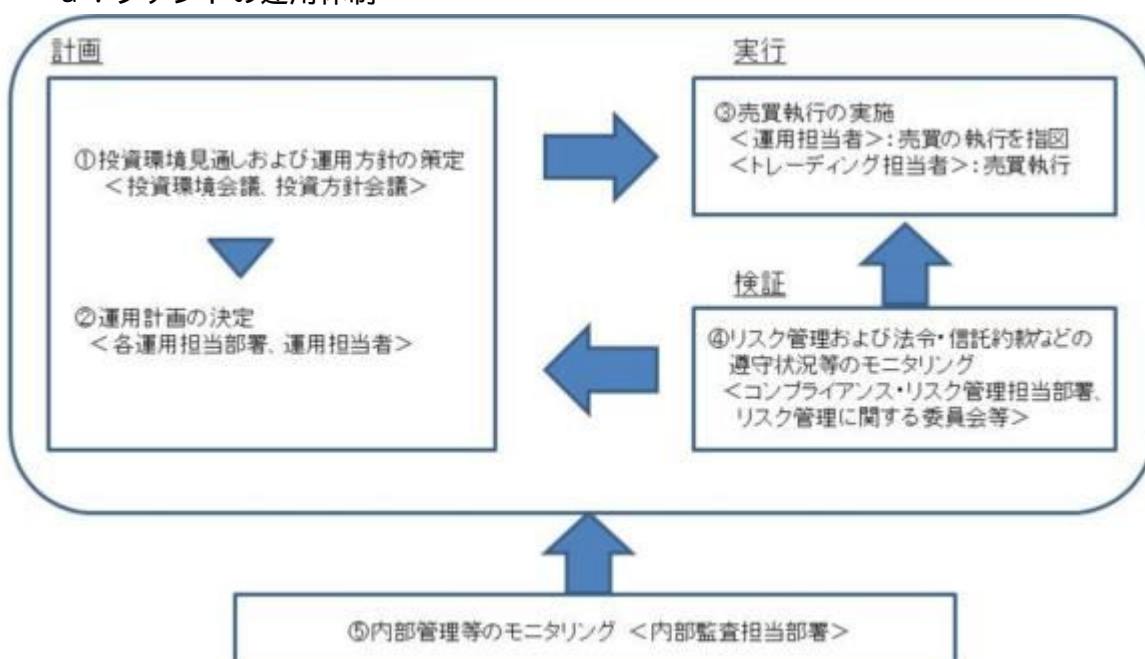 a．ファンドの運用体制
計画
①投資環境見通しおよび運用方針の策定
＜投資環境会議、投資方針会議＞
②運用計画の決定
＜各運用担当部署、運用担当者＞
実行
③売買執行の実施
＜運用担当者＞：売買の執行を指図
＜トレーディング担当者＞：売買執行
検証
④リスク管理および法令・信託約款などの
遵守状況等のモニタリング
＜コンプライアンス・リスク管理担当部署、
リスク管理に関する委員会等＞
⑤内部管理等のモニタリング ＜内部監査担当部署＞